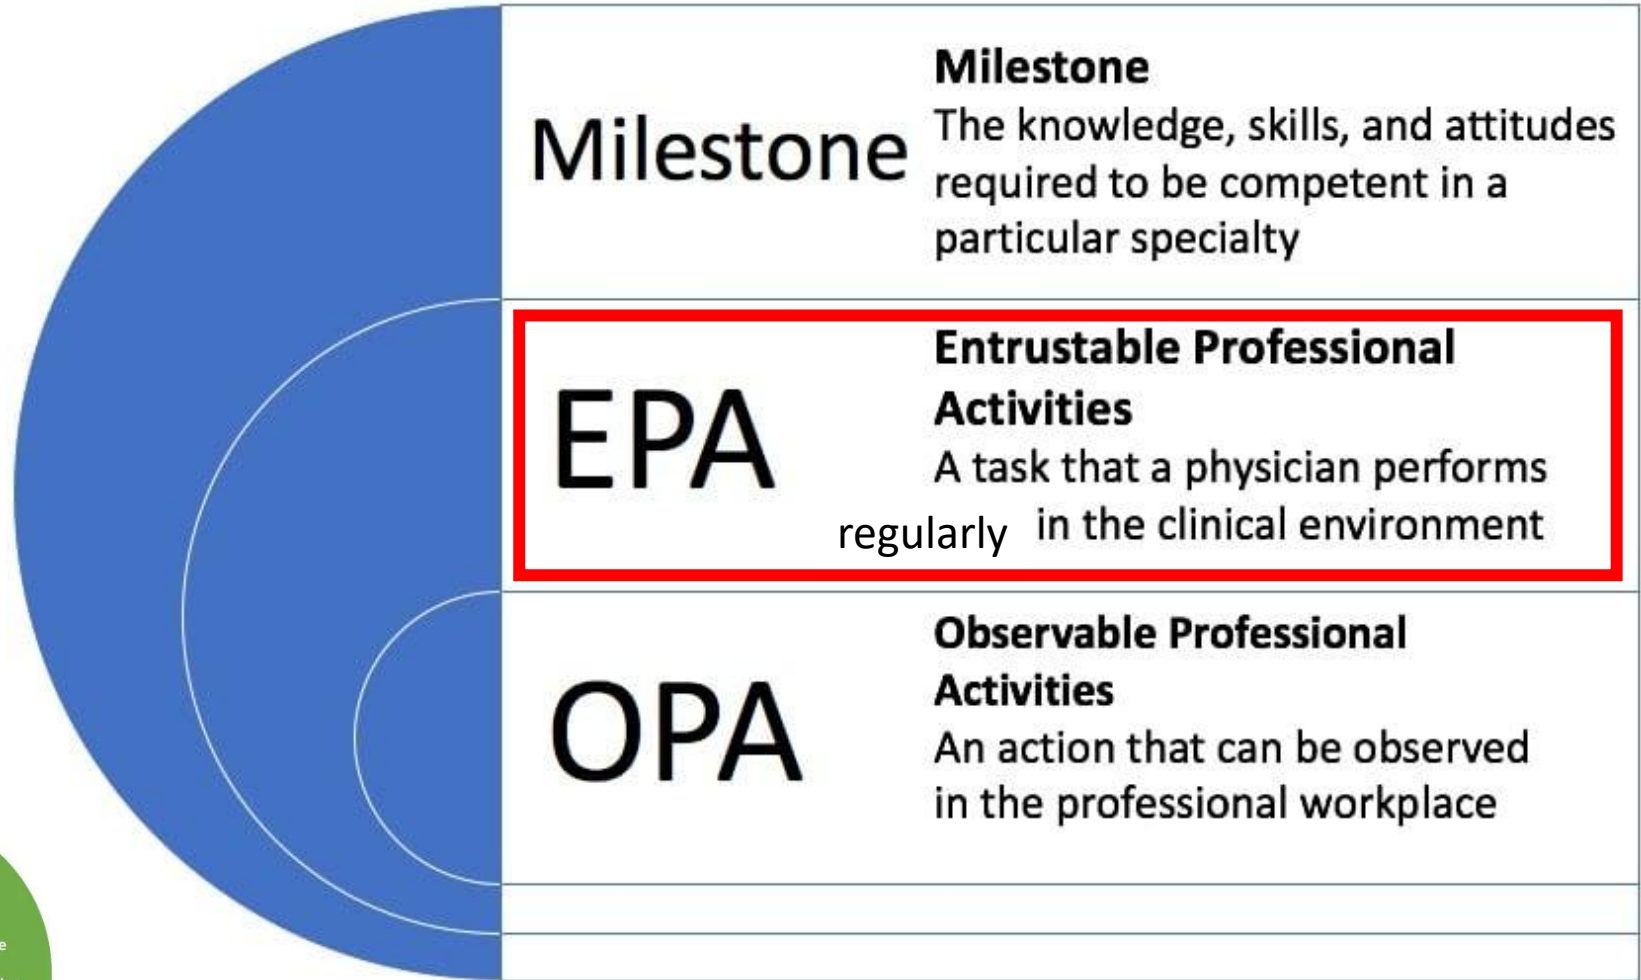 Milestone
Milestone
The knowledge, skills, and attitudes
required to be competent in a
particular specialty
EPA
Entrustable Professional
Activities
A task that a physician performs
regularly in the clinical environment
OPA
Observable Professional
Activities
An action that can be observed
in the professional workplace